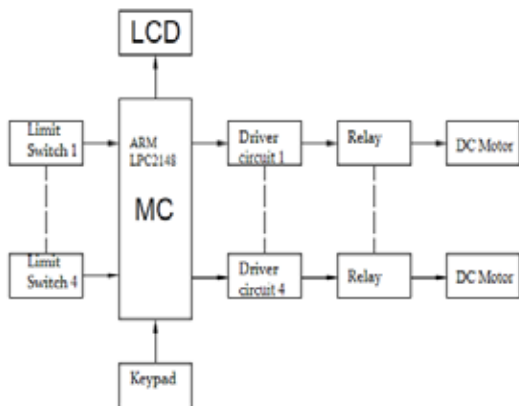 LCD
Limit
Switch 1
ARM
LPC2148
MC
Driver
circuit 1
Relay
DC Motor
Limit
Switch 4
Driver
circuit 4
Relay
DC Motor
Keypad